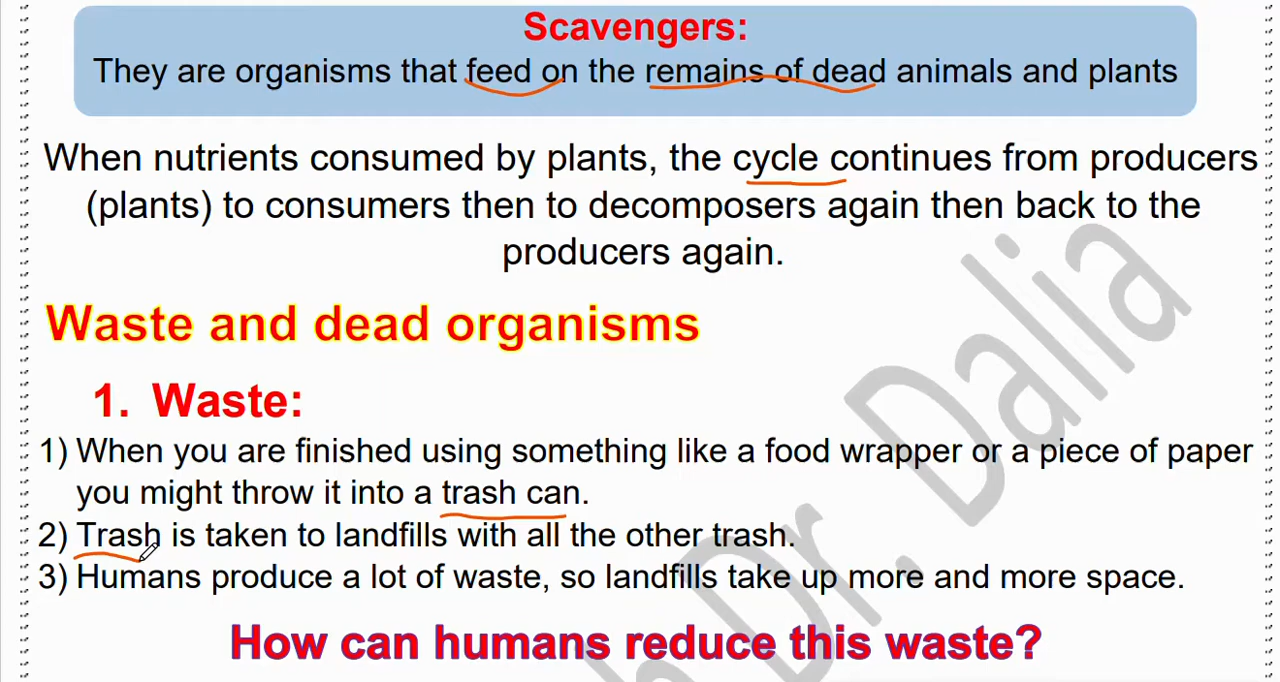 Scavengers:
They are organisms that feed on the remains of dead animals and plants
When nutrients consumed by plants, the cycle continues from producers
(plants) to consumers then to decomposers again then back to the
producers again.
Waste and dead organisms
1. Waste:
1) When you are finished using something like a food wrapper or a piece of paper
you might throw it into a trash can.
2) Trash is taken to landfills with all the other trash.
3) Humans produce a lot of waste, so landfills take up more and more space.
How can humans reduce this waste?
Dr. Dalia